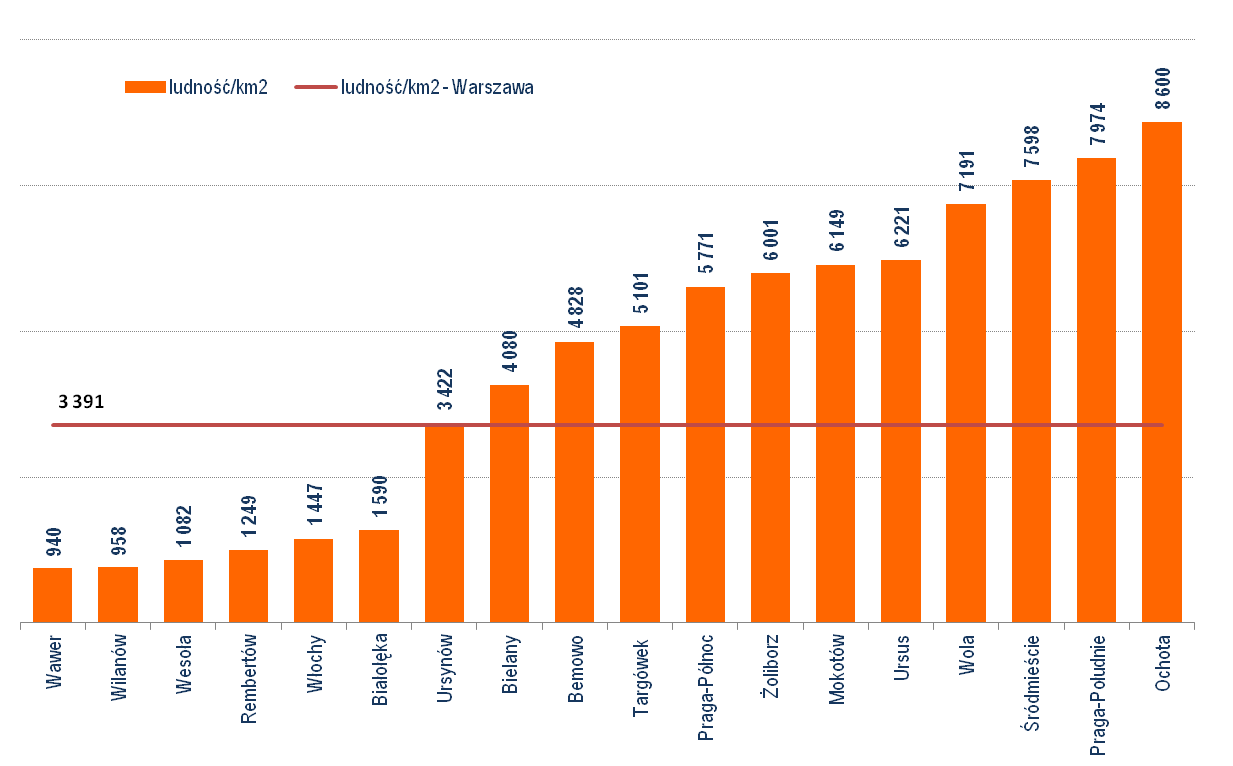 ludność/km2
ludność/km2 - Warszawa
3 391
940
958
1 082
1 249
1 447
1 590
3 422
4 080
4 828
5 101
5 771
6 001
6 149
6 221
7 191
7 598
7 974
8 600
Wawer
Wilanów
Wesoła
Rembertów
Włochy
Białołęka
Ursynów
Bielany
Bemowo
Targówek
Praga-Północ
Żoliborz
Mokotów
Ursus
Wola
Śródmieście
Praga-Południe
Ochota